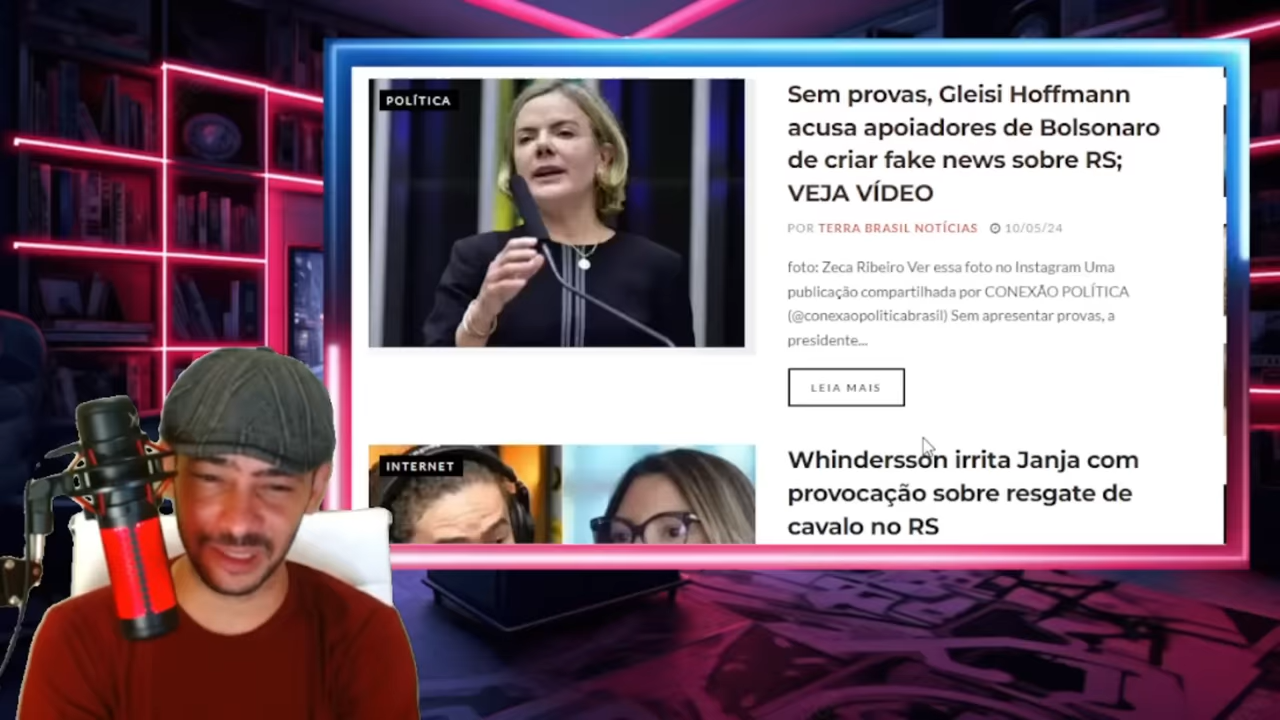 POLÍTICA
Sem provas, Gleisi Hoffmann
acusa apoiadores de Bolsonaro
de criar fake news sobre RS;
VEJA VÍDEO
POR TERRA BRASIL NOTÍCIAS 10/05/24
foto: Zeca Ribeiro Ver essa foto no Instagram Uma
publicação compartilhada por CONEXÃO POLÍTICA
(@conexaopoliticabrasil) Sem apresentar provas, a
presidente...
LEIA MAIS
INTERNET
Whindersson irrita Janja com
provocação sobre resgate de
cavalo no RS